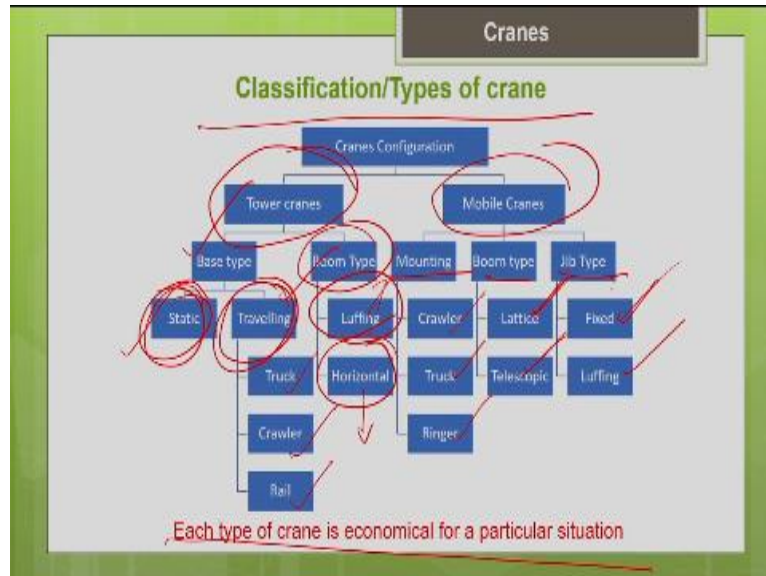 Cranes
Classification/Types of crane
Cranes Configuration
Tower cranes
Mobile Cranes
Base type
Boom Type
Mounting
Boom type
Jib Type
Static
Travelling
Luffing
Crawler
Lattice
Fixed
Truck
Horizontal
Truck
Telescopic
Luffing
Crawler
Ringer
Rail
Each type of crane is economical for a particular situation